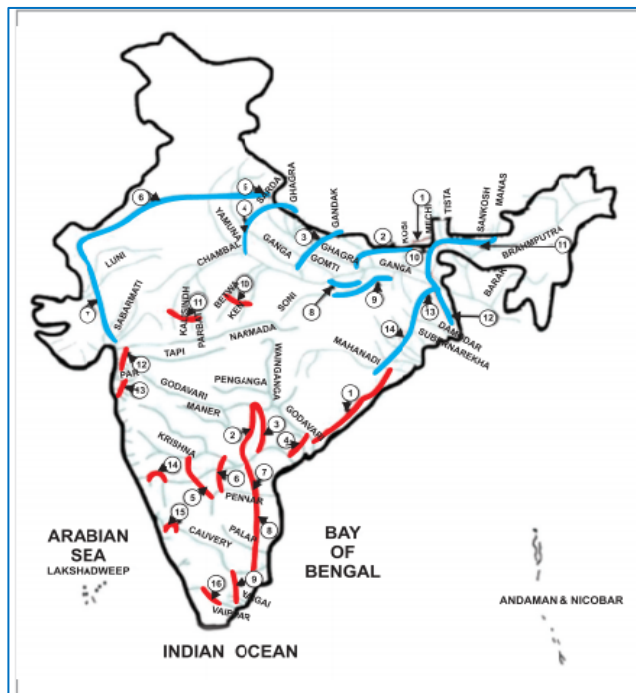 1
5
SARDA
GHAGRA
6
4
YAMUNA
GANDAK
KOSI
MECHI
TISTA
SANKOSH
MANAS
3
2
CHAMBAL
GANGA
GHAGRA
GOMTI
10
GANGA
BRAHMPUTRA
11
LUNI
BARAK
SABARMATI
7
11
KALISINDH
PARBATI
BETWA
KEN
10
SONI
8
9
13
12
DAMODAR
SUBARNAREKHA
14
MAHANADI
NARMADA
TAPI
12
PAR
13
WAINGANGA
PENGANGA
GODAVARI
MANER
GODAVARI
1
2
3
4
KRISHNA
14
5
6
7
PENNAR
15
CAUVERY
PALAR
8
ARABIAN
SEA
LAKSHADWEEP
BAY
OF
BENGAL
16
9
VAIGAI
VAIPPAR
ANDAMAN & NICOBAR
INDIAN OCEAN